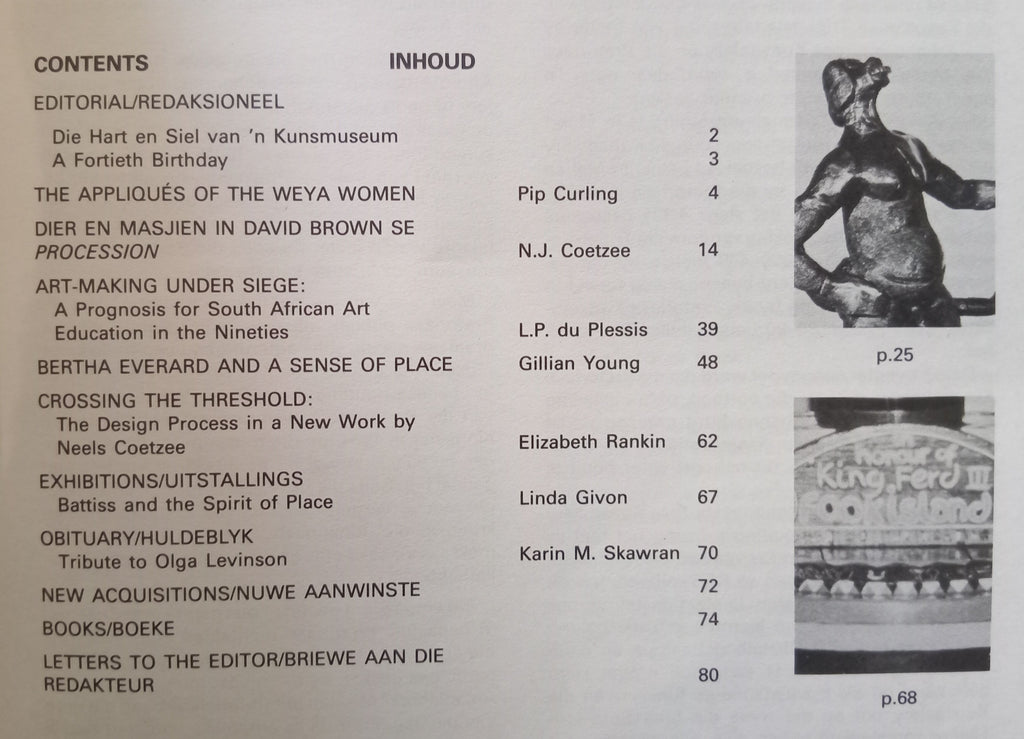 CONTENTS INHOUD
EDITORIAL/REDAKSIONEEL
Die Hart en Siel van 'n Kunsmuseum 2
A Fortieth Birthday 3
THE APPLIQUÉS OF THE WEYA WOMEN Pip Curling 4
DIER EN MASJIEN IN DAVID BROWN SE
PROCESSION N.J. Coetzee 14
ART-MAKING UNDER SIEGE:
A Prognosis for South African Art
Education in the Nineties L.P. du Plessis 39
BERTHA EVERARD AND A SENSE OF PLACE Gillian Young 48
CROSSING THE THRESHOLD:
The Design Process in a New Work by
Neels Coetzee Elizabeth Rankin 62
EXHIBITIONS/UITSTALLINGS
Battiss and the Spirit of Place Linda Givon 67
OBITUARY/HULDEBLYK
Tribute to Olga Levinson Karin M. Skawran 70
NEW ACQUISITIONS/NUWE AANWINSTE 72
BOOKS/BOEKE 74
LETTERS TO THE EDITOR/BRIEWE AAN DIE
REDAKTEUR 80
p.25
Honour of
King Ferd III
FOOK island
p.68